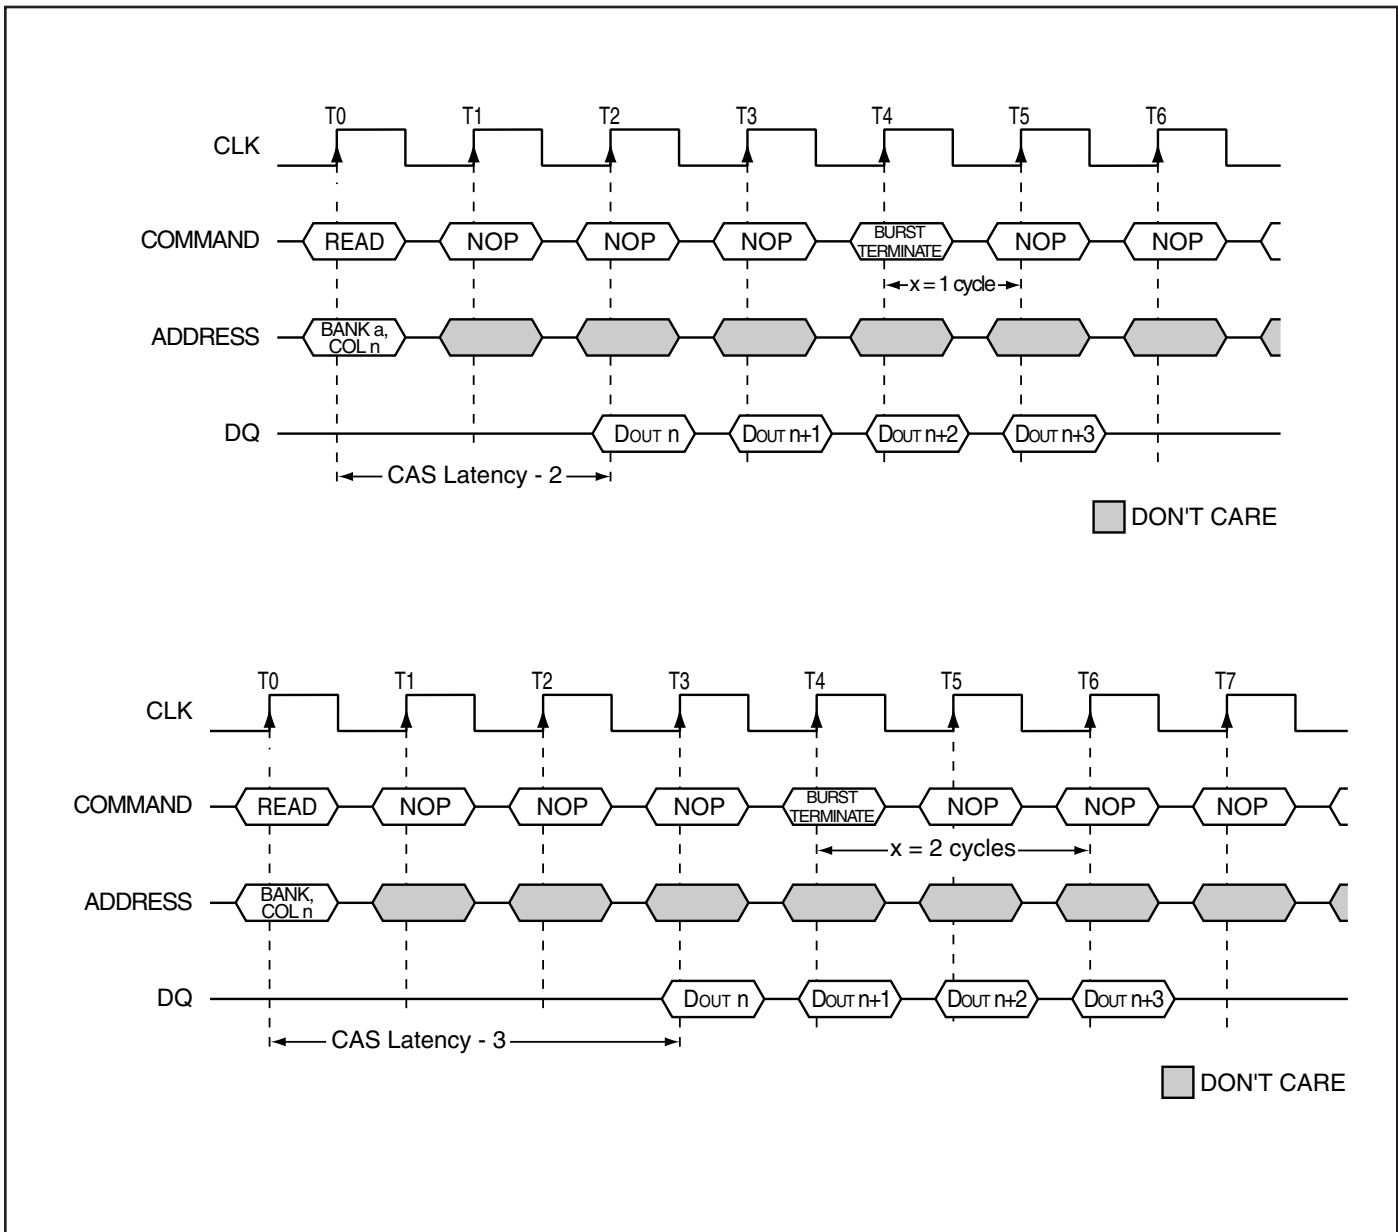 T0 T1 T2 T3 T4 T5 T6
CLK
COMMAND READ NOP NOP NOP BURST TERMINATE NOP NOP
x = 1 cycle
ADDRESS BANK a, COL n
DQ DOUT n DOUT n+1 DOUT n+2 DOUT n+3
CAS Latency - 2
DON'T CARE
T0 T1 T2 T3 T4 T5 T6 T7
CLK
COMMAND READ NOP NOP NOP BURST TERMINATE NOP NOP NOP
x = 2 cycles
ADDRESS BANK, COL n
DQ DOUT n DOUT n+1 DOUT n+2 DOUT n+3
CAS Latency - 3
DON'T CARE